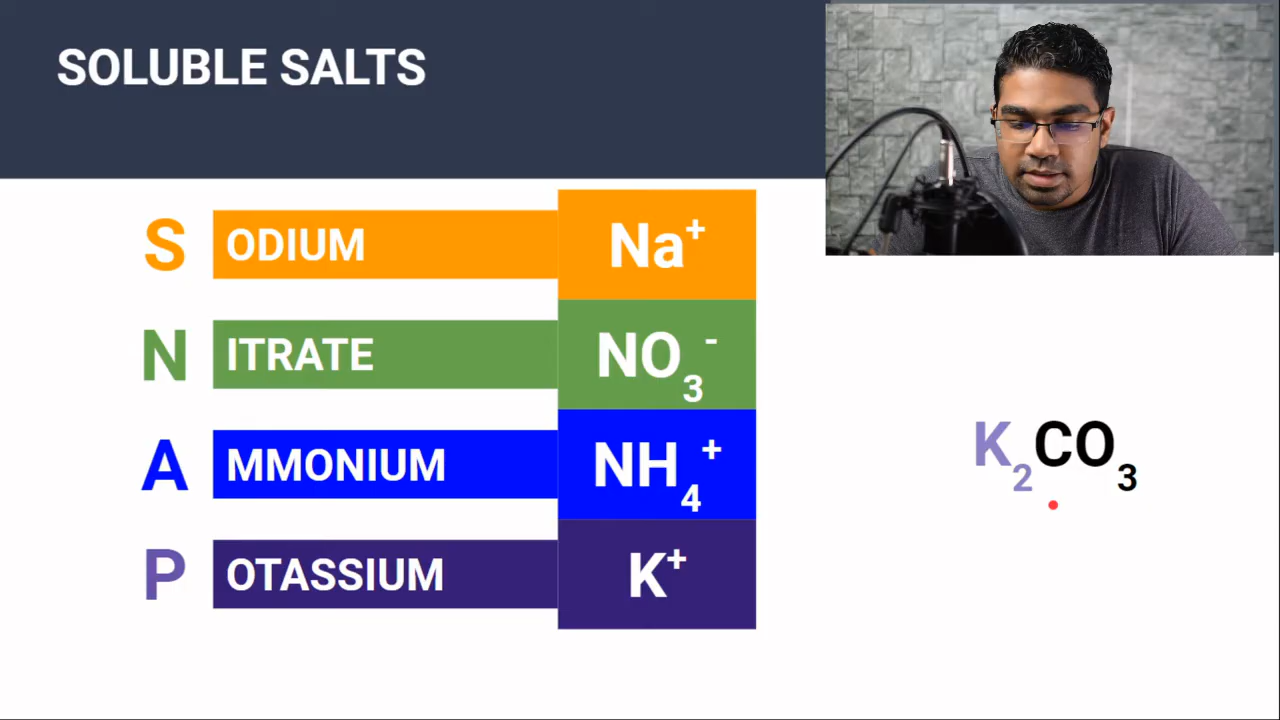 SOLUBLE SALTS
S ODIUM Na⁺
N ITRATE NO₃⁻
A MMONIUM NH₄⁺
P OTASSIUM K⁺
K₂CO₃